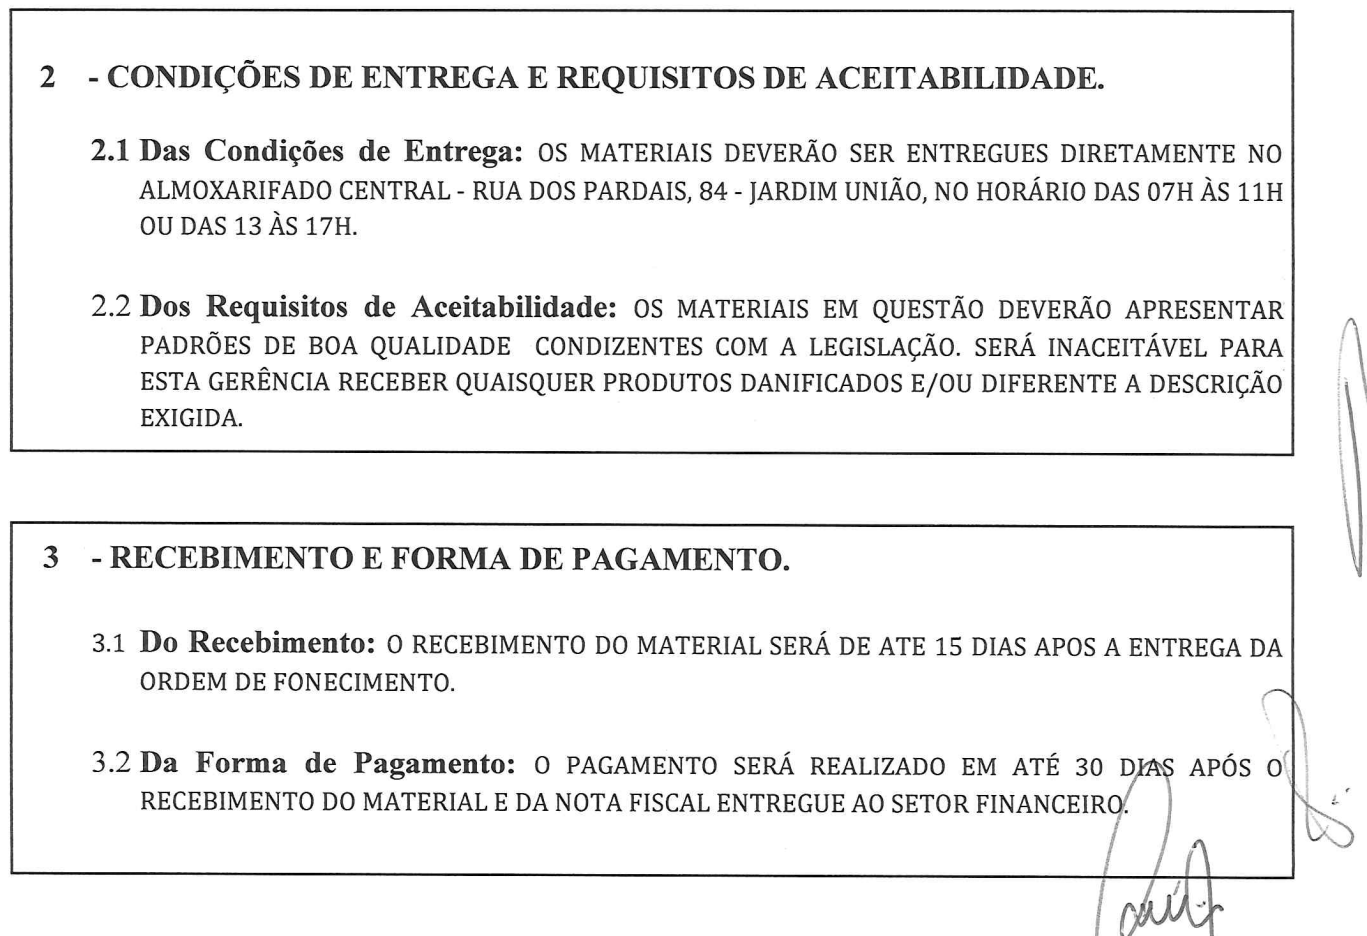 2 - CONDIÇÕES DE ENTREGA E REQUISITOS DE ACEITABILIDADE.
2.1 Das Condições de Entrega: OS MATERIAIS DEVERÃO SER ENTREGUES DIRETAMENTE NO
ALMOXARIFADO CENTRAL - RUA DOS PARDAIS, 84 - JARDIM UNIÃO, NO HORÁRIO DAS 07H ÀS 11H
OU DAS 13 ÀS 17H.
2.2 Dos Requisitos de Aceitabilidade: OS MATERIAIS EM QUESTÃO DEVERÃO APRESENTAR
PADRÕES DE BOA QUALIDADE CONDIZENTES COM A LEGISLAÇÃO. SERÁ INACEITÁVEL PARA
ESTA GERÊNCIA RECEBER QUAISQUER PRODUTOS DANIFICADOS E/OU DIFERENTE A DESCRIÇÃO
EXIGIDA.
3 - RECEBIMENTO E FORMA DE PAGAMENTO.
3.1 Do Recebimento: O RECEBIMENTO DO MATERIAL SERÁ DE ATE 15 DIAS APOS A ENTREGA DA
ORDEM DE FONECIMENTO.
3.2 Da Forma de Pagamento: O PAGAMENTO SERÁ REALIZADO EM ATÉ 30 DIAS APÓS O
RECEBIMENTO DO MATERIAL E DA NOTA FISCAL ENTREGUE AO SETOR FINANCEIRO.